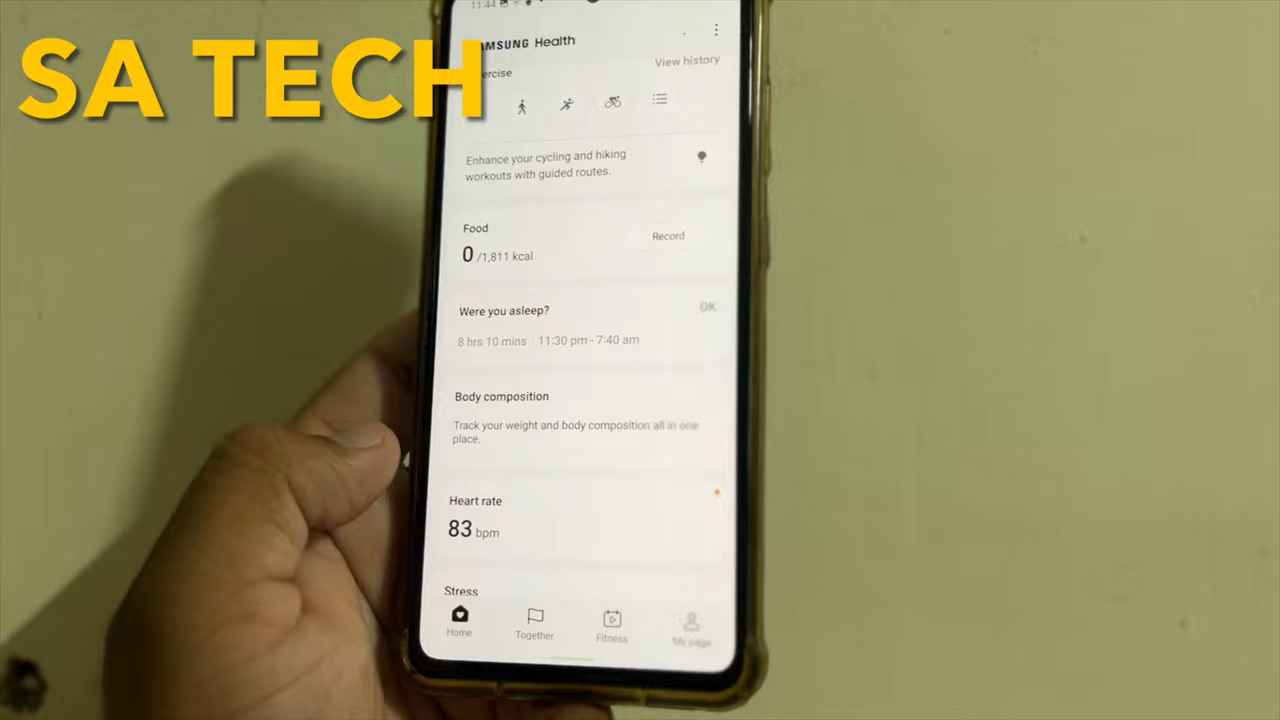 SA TECH
11:44
SAMSUNG Health
ercise
View history
Enhance your cycling and hiking
workouts with guided routes.
Food
Record
0 /1,811 kcal
Were you asleep?
OK
8 hrs 10 mins | 11:30 pm - 7:40 am
Body composition
Track your weight and body composition all in one
place.
Heart rate
83 bpm
Stress
Home
Together
Fitness
My page